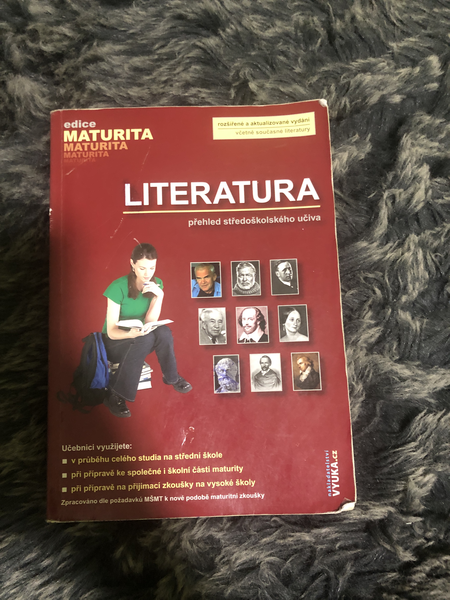 edice
MATURITA
MATURITA
MATURITA
MATURITA
rozšířené a aktualizované vydání
včetně současné literatury
LITERATURA
přehled středoškolského učiva
Učebnici využijete:
v průběhu celého studia na střední škole
při přípravě ke společné i školní části maturity
při přípravě na přijímací zkoušky na vysoké školy
Zpracováno dle požadavků MŠMT k nové podobě maturitní zkoušky
nakladatelství
VYUKA.cz